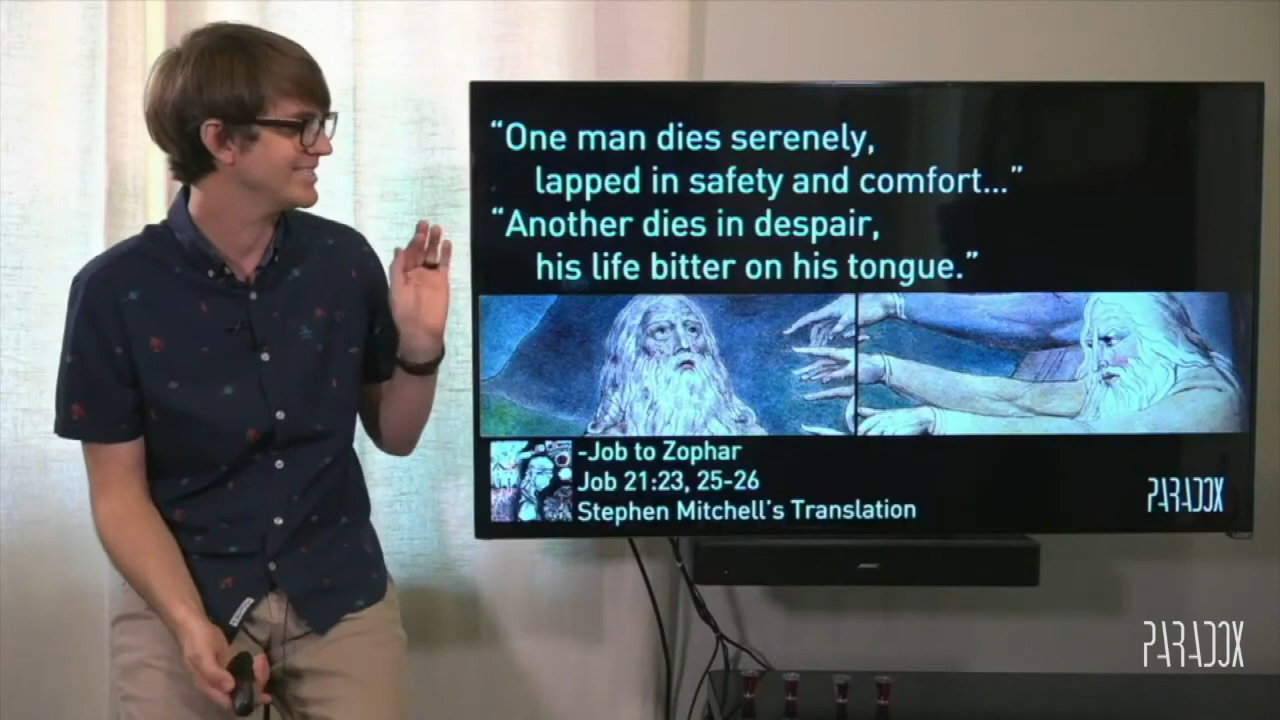 “One man dies serenely,
lapped in safety and comfort...”
“Another dies in despair,
his life bitter on his tongue.”
-Job to Zophar
Job 21:23, 25-26
Stephen Mitchell's Translation
PARADOX
BOSE
PARADOX